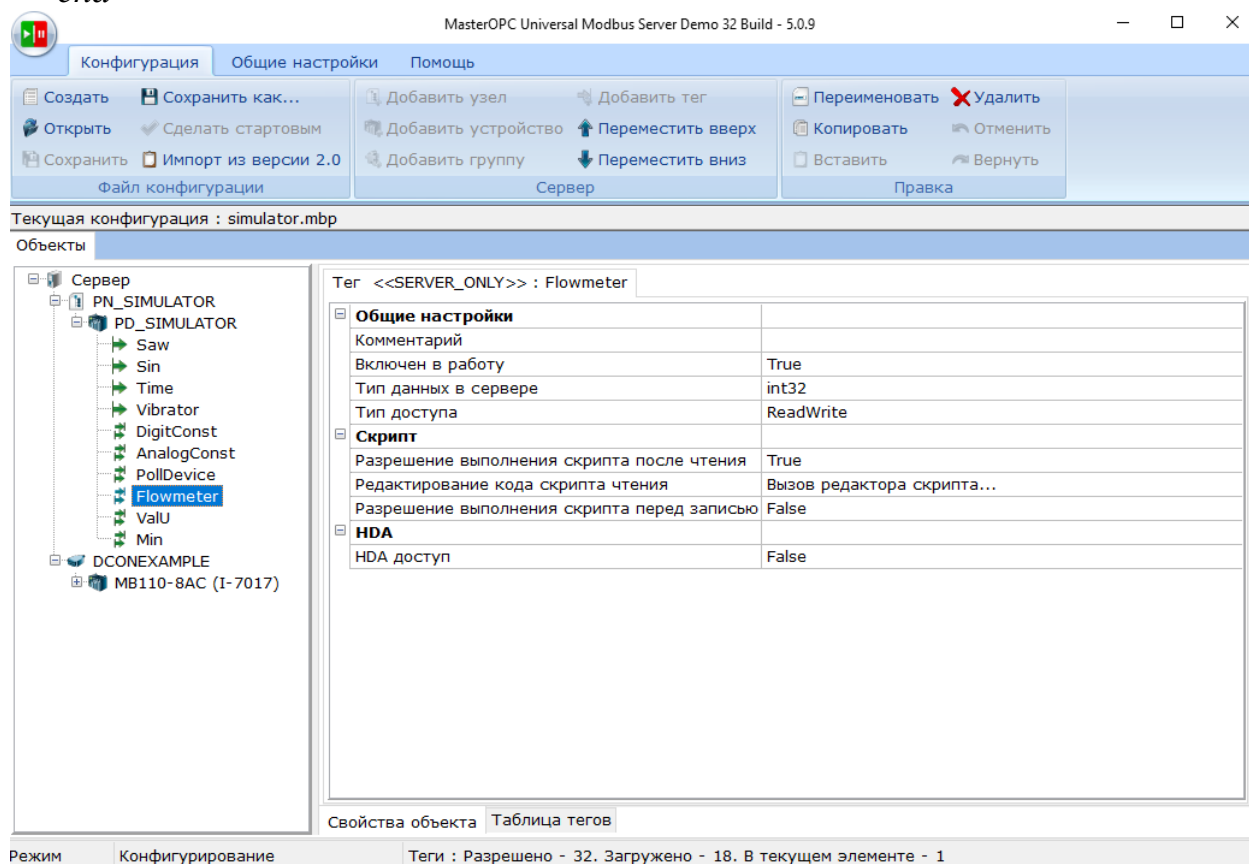 MasterOPC Universal Modbus Server Demo 32 Build - 5.0.9
Конфигурация Общие настройки Помощь
Создать Сохранить как... Добавить узел Добавить тег Переименовать Удалить
Открыть Сделать стартовым Добавить устройство Переместить вверх Копировать Отменить
Сохранить Импорт из версии 2.0 Добавить группу Переместить вниз Вставить Вернуть
Файл конфигурации Сервер Правка
Текущая конфигурация : simulator.mbp
Объекты
Сервер
PN_SIMULATOR
PD_SIMULATOR
Saw
Sin
Time
Vibrator
DigitConst
AnalogConst
PollDevice
Flowmeter
ValU
Min
DCONEXAMPLE
MB110-8AC (I-7017)
Тег <<SERVER_ONLY>> : Flowmeter
Общие настройки
Комментарий
Включен в работу True
Тип данных в сервере int32
Тип доступа ReadWrite
Скрипт
Разрешение выполнения скрипта после чтения True
Редактирование кода скрипта чтения Вызов редактора скрипта...
Разрешение выполнения скрипта перед записью False
HDA
HDA доступ False
Свойства объекта Таблица тегов
Режим Конфигурирование Теги : Разрешено - 32. Загружено - 18. В текущем элементе - 1